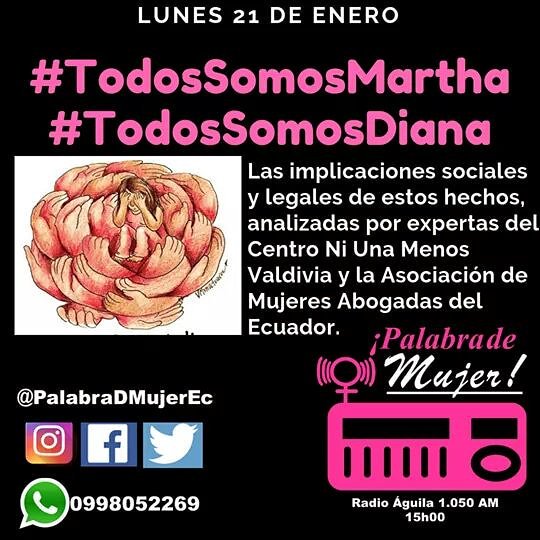 LUNES 21 DE ENERO
#TodosSomosMartha
#TodosSomosDiana
Las implicaciones sociales
y legales de estos hechos,
analizadas por expertas del
Centro Ni Una Menos
Valdivia y la Asociación de
Mujeres Abogadas del
Ecuador.
¡Palabra de
Mujer!
@PalabraDMujerEc
0998052269
Radio Águila 1.050 AM
15h00